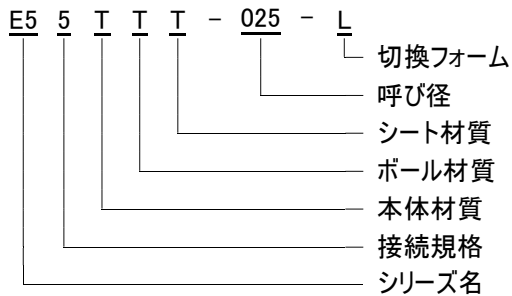 E5 5 T T T - 025 - L
切換フォーム
呼び径
シート材質
ボール材質
本体材質
接続規格
シリーズ名